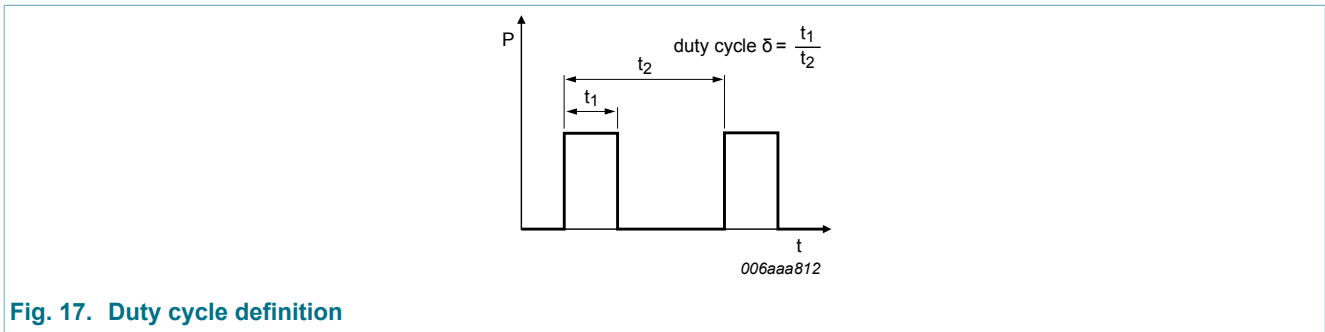 P
duty cycle δ = t1/t2
t2
t1
t
006aaa812
Fig. 17. Duty cycle definition